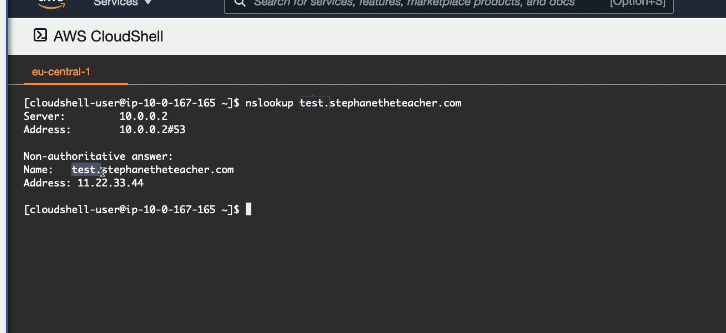 Services
Search for services, features, marketplace products, and docs
[Option+S]
AWS CloudShell
eu-central-1
[cloudshell-user@ip-10-0-167-165 ~]$ nslookup test.stephanetheteacher.com
Server: 10.0.0.2
Address: 10.0.0.2#53
Non-authoritative answer:
Name: test.stephanetheteacher.com
Address: 11.22.33.44
[cloudshell-user@ip-10-0-167-165 ~]$